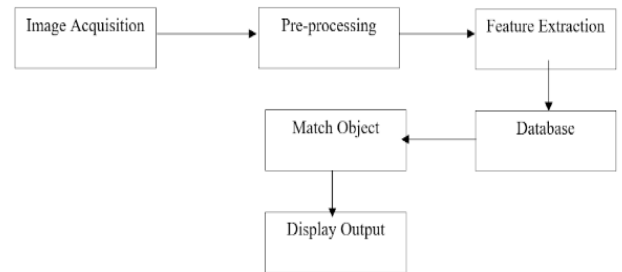 Image Acquisition
Pre-processing
Feature Extraction
Match Object
Database
Display Output